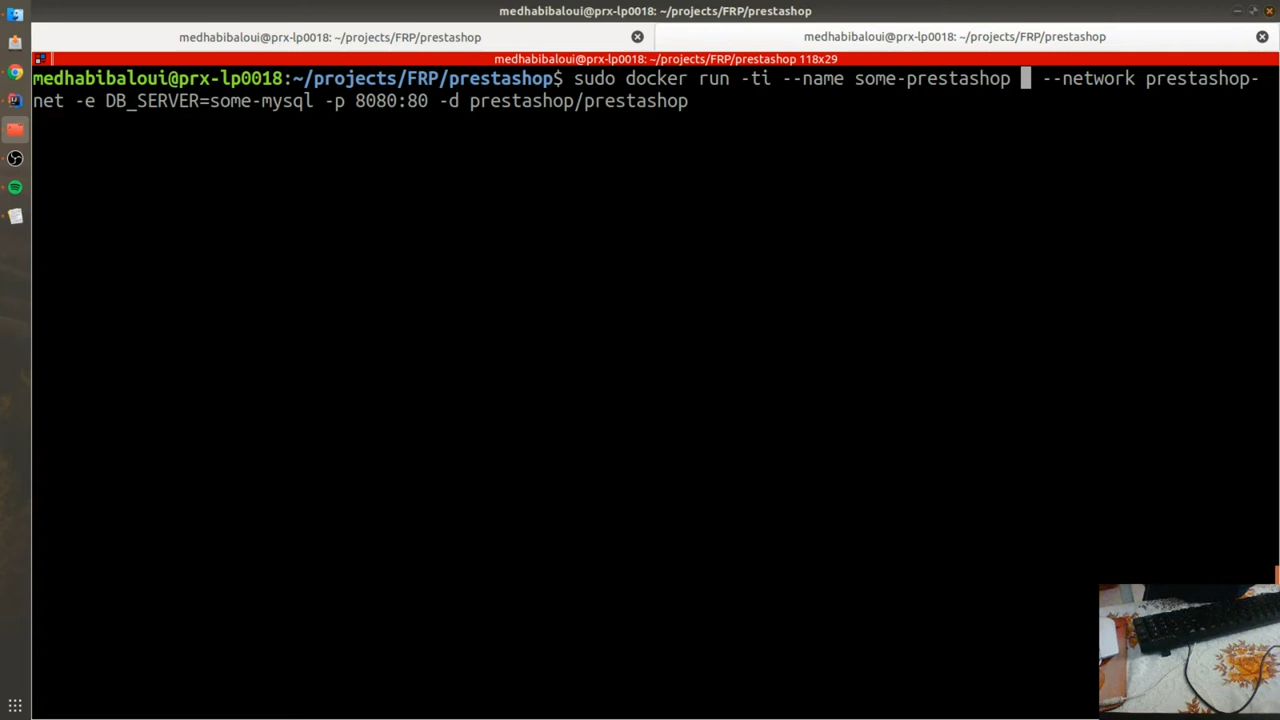 medhabibaloui@prx-lp0018: ~/projects/FRP/prestashop
medhabibaloui@prx-lp0018: ~/projects/FRP/prestashop
medhabibaloui@prx-lp0018: ~/projects/FRP/prestashop
medhabibaloui@prx-lp0018: ~/projects/FRP/prestashop 118x29
medhabibaloui@prx-lp0018:~/projects/FRP/prestashop$ sudo docker run -ti --name some-prestashop  --network prestashop-
net -e DB_SERVER=some-mysql -p 8080:80 -d prestashop/prestashop